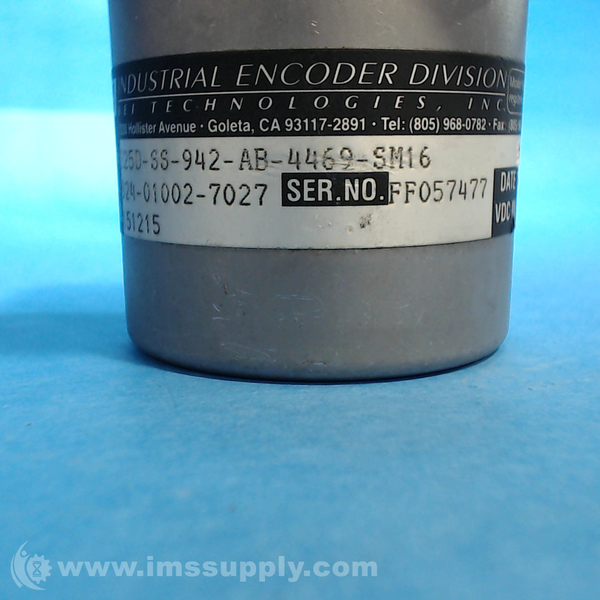 INDUSTRIAL ENCODER DIVISION
TECHNOLOGIES, INC
Hollister Avenue · Goleta, CA 93117-2891 · Tel: (805) 968-0782 · Fax:
25D-SS-942-AB-4469-SM16
24-01002-7027 SER.NO. FF057477 DATE
51215 VDC
www.imssupply.com